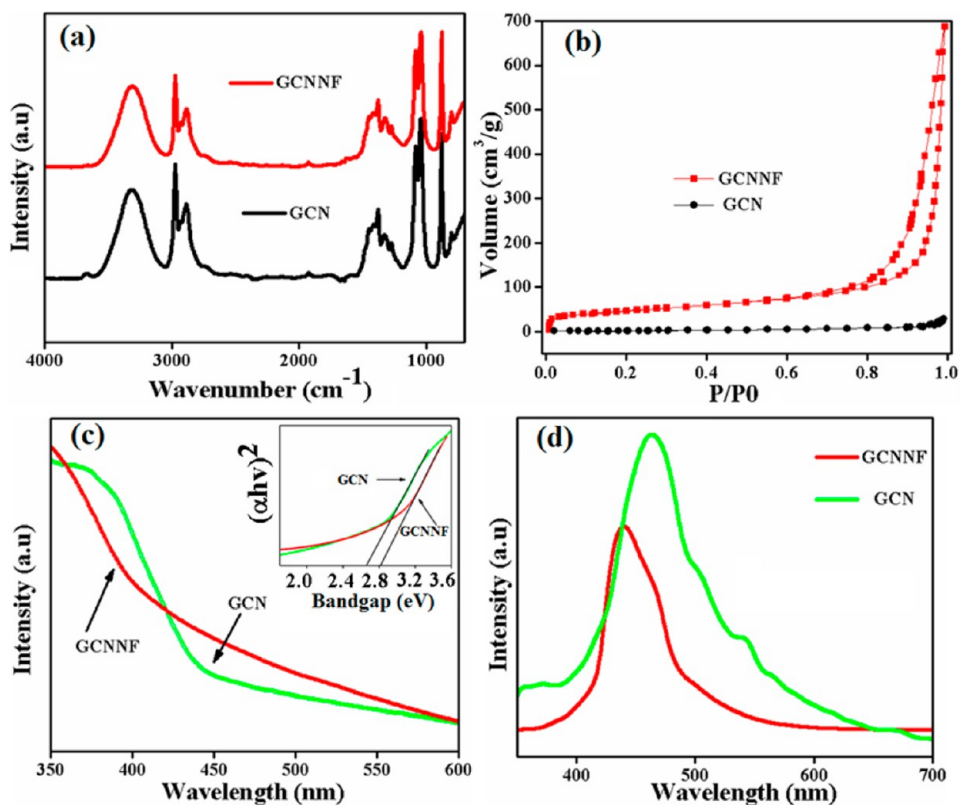 (a)
GCNNF
GCN
Intensity (a.u)
4000
3000
2000
1000
Wavenumber (cm⁻¹)
(b)
700
600
500
400
300
200
100
0
GCNNF
GCN
Volume (cm³/g)
0.0
0.2
0.4
0.6
0.8
1.0
P/P0
(c)
(αhv)²
GCN
GCNNF
2.0
2.4
2.8
3.2
3.6
Bandgap (eV)
GCNNF
GCN
Intensity (a.u)
350
400
450
500
550
600
Wavelength (nm)
(d)
GCNNF
GCN
Intensity (a.u)
400
500
600
700
Wavelength (nm)